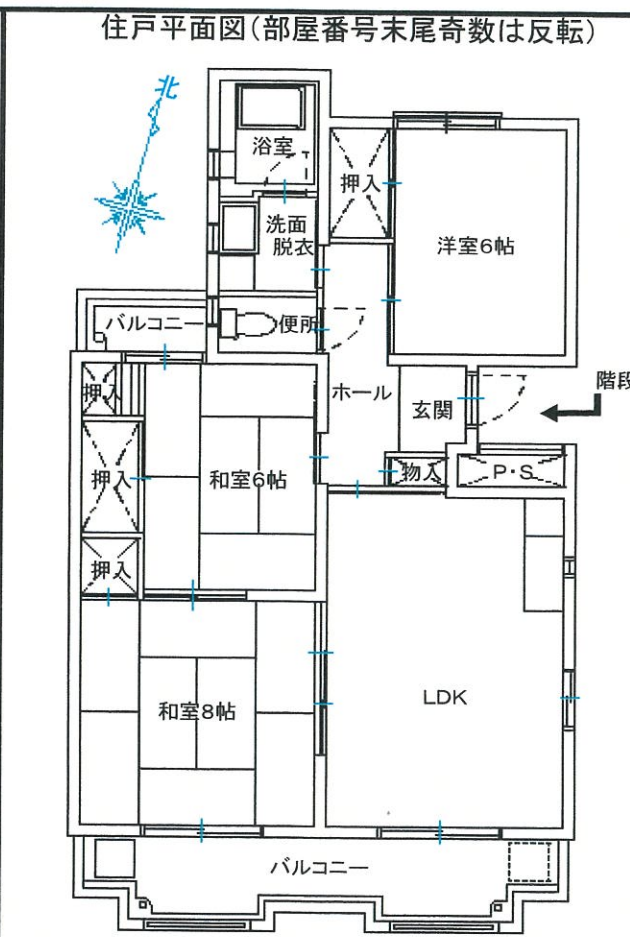 住戸平面図(部屋番号末尾奇数は反転)
北
浴室
押入
洗面
脱衣
洋室6帖
バルコニー
便所
階段
押入
ホール
玄関
押入
和室6帖
物入
P・S
押入
和室8帖
LDK
バルコニー